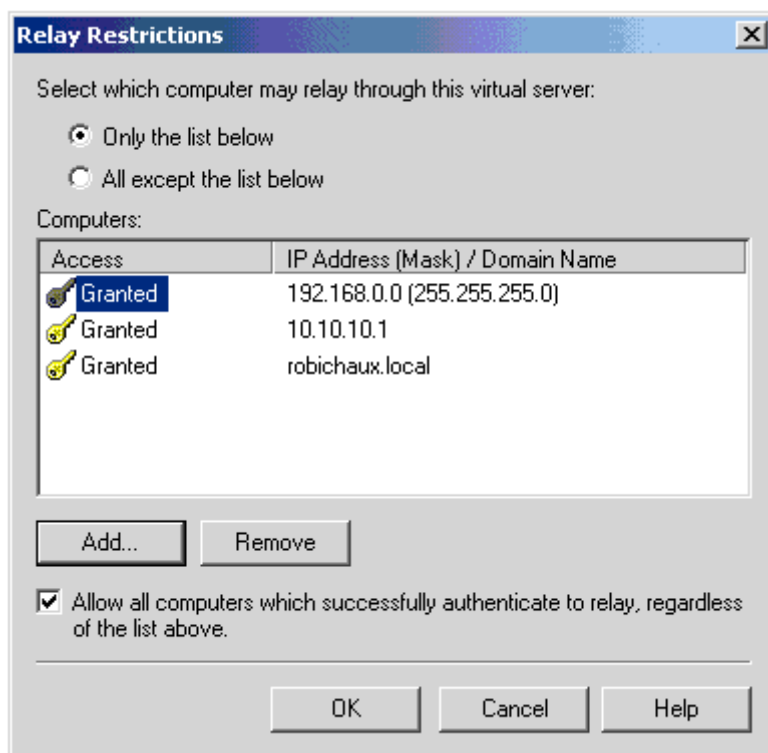 Relay Restrictions
Select which computer may relay through this virtual server:
Only the list below
All except the list below
Computers:
Access IP Address (Mask) / Domain Name
Granted 192.168.0.0 (255.255.255.0)
Granted 10.10.10.1
Granted robichaux.local
Add... Remove
Allow all computers which successfully authenticate to relay, regardless
of the list above.
OK Cancel Help